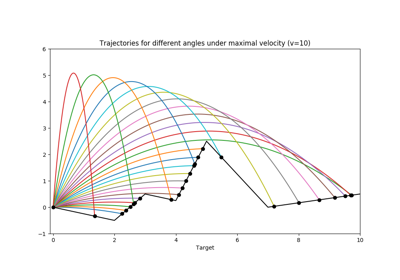 Trajectories for different angles under maximal velocity (v=10)
6
5
4
3
2
1
0
−1
0 2 4 6 8 10
Target